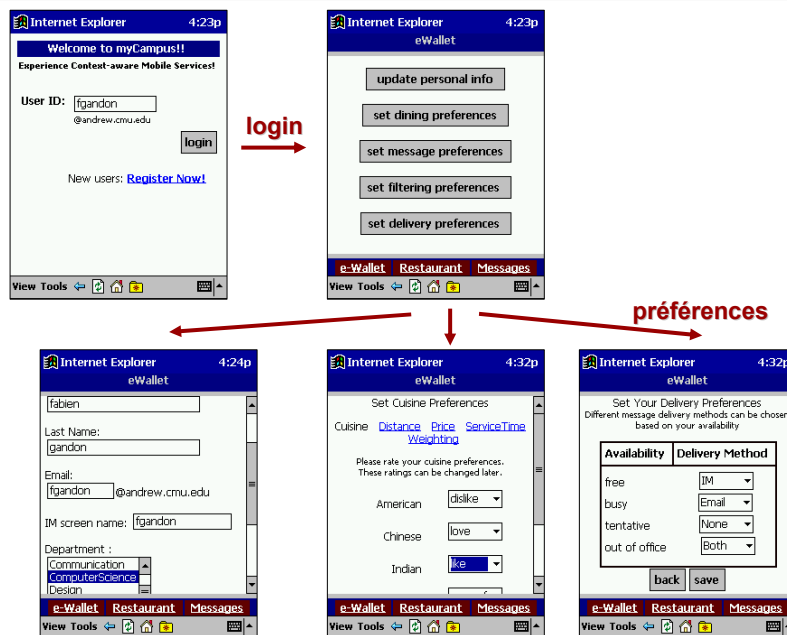 Internet Explorer 4:23p
Welcome to myCampus!!
Experience Context-aware Mobile Services!
User ID: fgandon
@andrew.cmu.edu
login
New users: Register Now!
View Tools
login
Internet Explorer 4:23p
eWallet
update personal info
set dining preferences
set message preferences
set filtering preferences
set delivery preferences
e-Wallet Restaurant Messages
View Tools
préférences
Internet Explorer 4:24p
eWallet
fabien
Last Name:
gandon
Email:
fgandon @andrew.cmu.edu
IM screen name: fgandon
Department :
Communication
ComputerScience
Design
e-Wallet Restaurant Messages
View Tools
Internet Explorer 4:32p
eWallet
Set Cuisine Preferences
Cuisine Distance Price ServiceTime
Weighting
Please rate your cuisine preferences.
These ratings can be changed later.
American dislike
Chinese love
Indian like
e-Wallet Restaurant Messages
View Tools
Internet Explorer 4:32p
eWallet
Set Your Delivery Preferences
Different message delivery methods can be chosen
based on your availability
Availability Delivery Method
free IM
busy Email
tentative None
out of office Both
back save
e-Wallet Restaurant Messages
View Tools